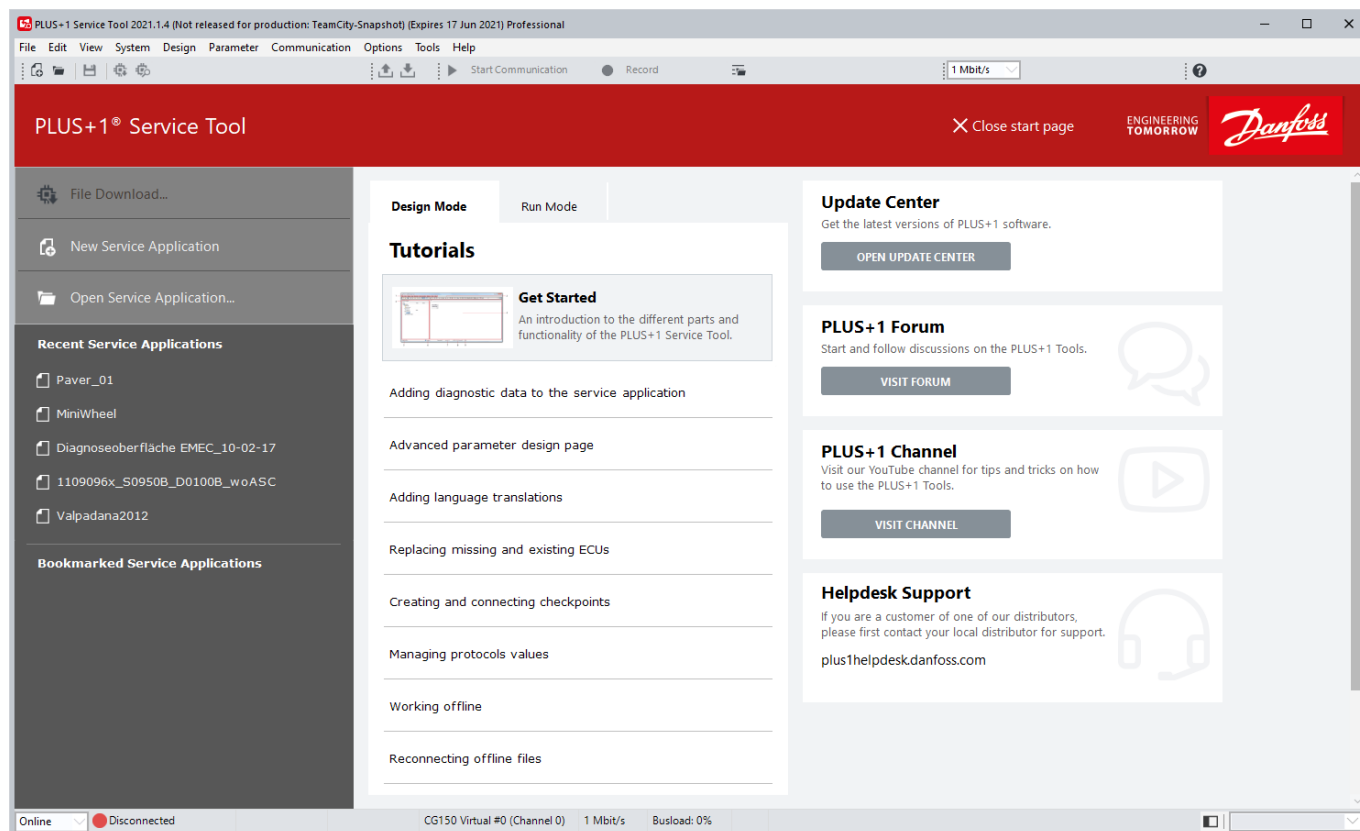 PLUS+1 Service Tool 2021.1.4 (Not released for production: TeamCity-Snapshot) (Expires 17 Jun 2021) Professional
File Edit View System Design Parameter Communication Options Tools Help
Start Communication Record 1 Mbit/s
PLUS+1® Service Tool
Close start page
ENGINEERING
TOMORROW
Danfoss
File Download...
New Service Application
Open Service Application...
Recent Service Applications
Paver_01
MiniWheel
Diagnoseoberfläche EMEC_10-02-17
1109096x_S0950B_D0100B_woASC
Valpadana2012
Bookmarked Service Applications
Design Mode Run Mode
Tutorials
Get Started
An introduction to the different parts and
functionality of the PLUS+1 Service Tool.
Adding diagnostic data to the service application
Advanced parameter design page
Adding language translations
Replacing missing and existing ECUs
Creating and connecting checkpoints
Managing protocols values
Working offline
Reconnecting offline files
Update Center
Get the latest versions of PLUS+1 software.
OPEN UPDATE CENTER
PLUS+1 Forum
Start and follow discussions on the PLUS+1 Tools.
VISIT FORUM
PLUS+1 Channel
Visit our YouTube channel for tips and tricks on how
to use the PLUS+1 Tools.
VISIT CHANNEL
Helpdesk Support
If you are a customer of one of our distributors,
please first contact your local distributor for support.
plus1helpdesk.danfoss.com
Online Disconnected CG150 Virtual #0 (Channel 0) 1 Mbit/s Busload: 0%